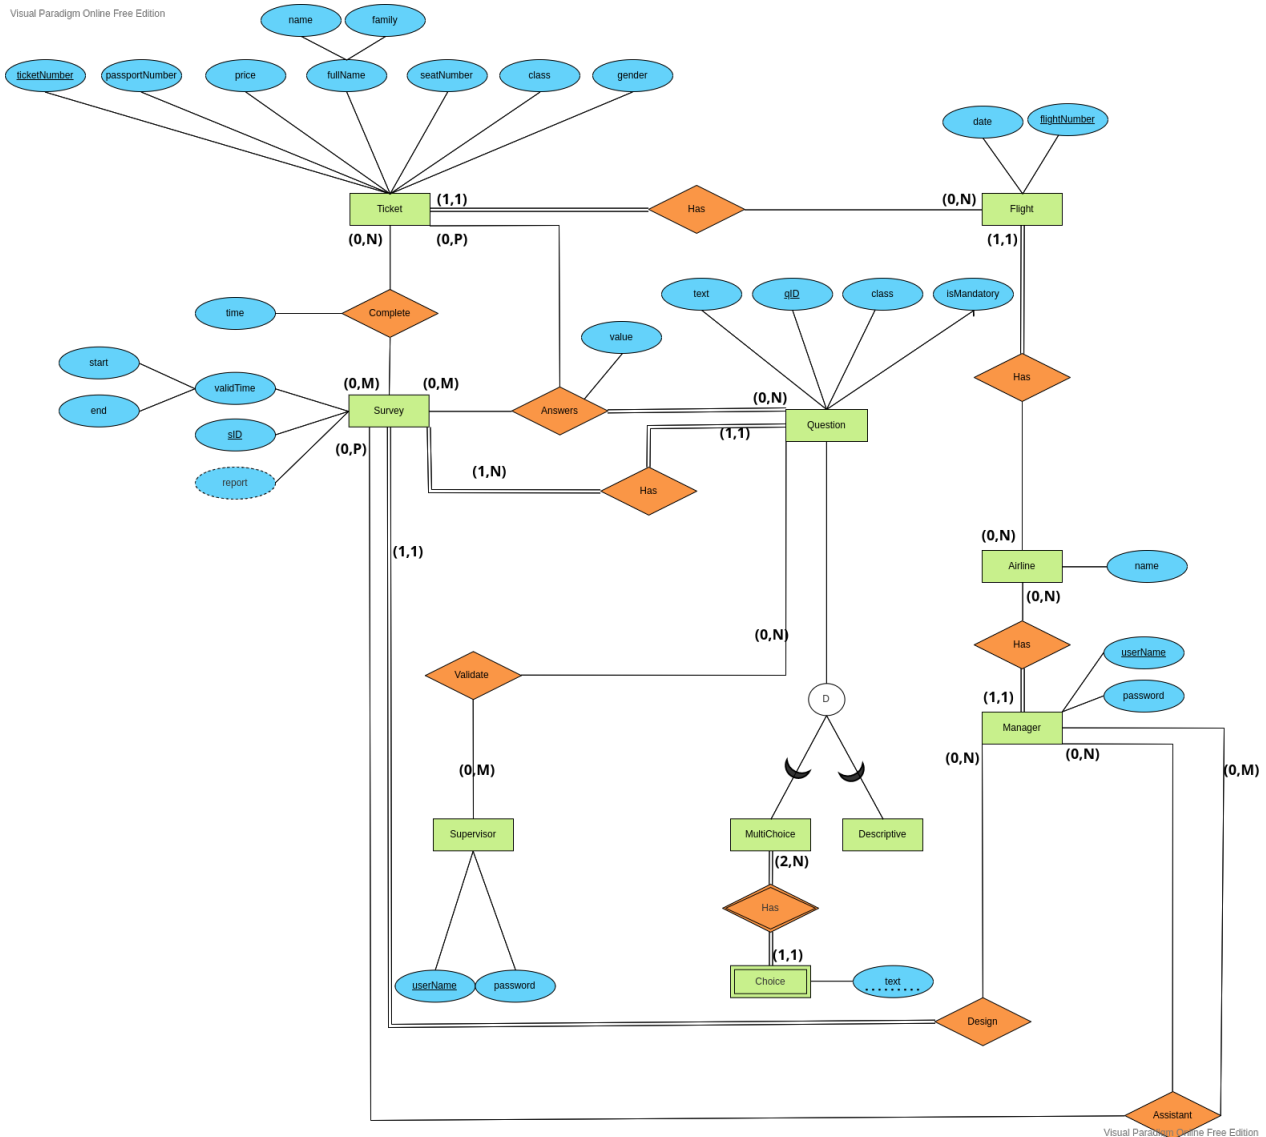 Visual Paradigm Online Free Edition
name
family
ticketNumber
passportNumber
price
fullName
seatNumber
class
gender
date
flightNumber
Ticket
(1,1)
Has
(0,N)
Flight
(0,N)
(0,P)
(1,1)
text
qID
class
isMandatory
time
Complete
value
start
end
validTime
(0,M)
(0,M)
Survey
Answers
(0,N)
Question
Has
sID
(0,P)
(1,1)
report
(1,N)
Has
(1,1)
(0,N)
Airline
name
(0,N)
(0,N)
Has
userName
Validate
password
(1,1)
D
Manager
(0,N)
(0,N)
(0,M)
(0,M)
Supervisor
MultiChoice
Descriptive
(2,N)
Has
(1,1)
userName
password
Choice
text
Design
Assistant
Visual Paradigm Online Free Edition